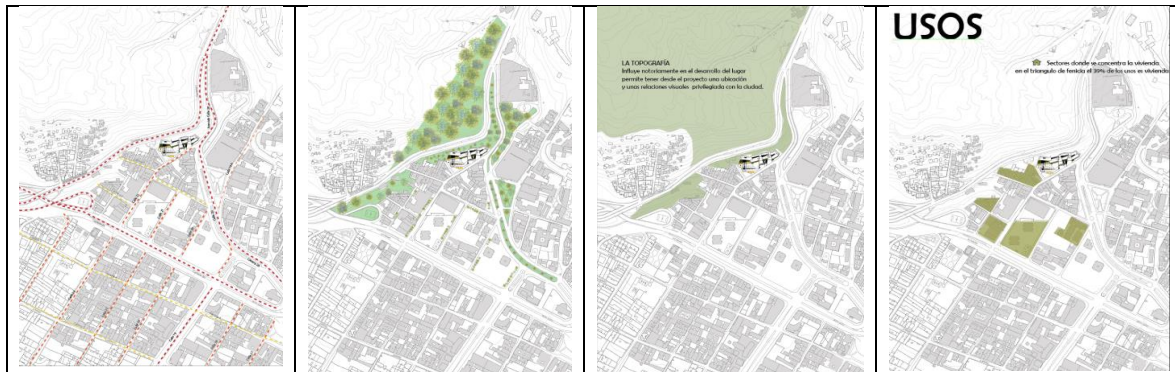 LA TOPOGRAFÍA
Influye notoriamente en el desarrollo del lugar
permite tener desde el proyecto una ubicación
y unas relaciones visuales privilegiada con la ciudad.
USOS
Sectores donde se concentra la vivienda.
en el triangulo de fenicia el 39% de los usos es vivienda